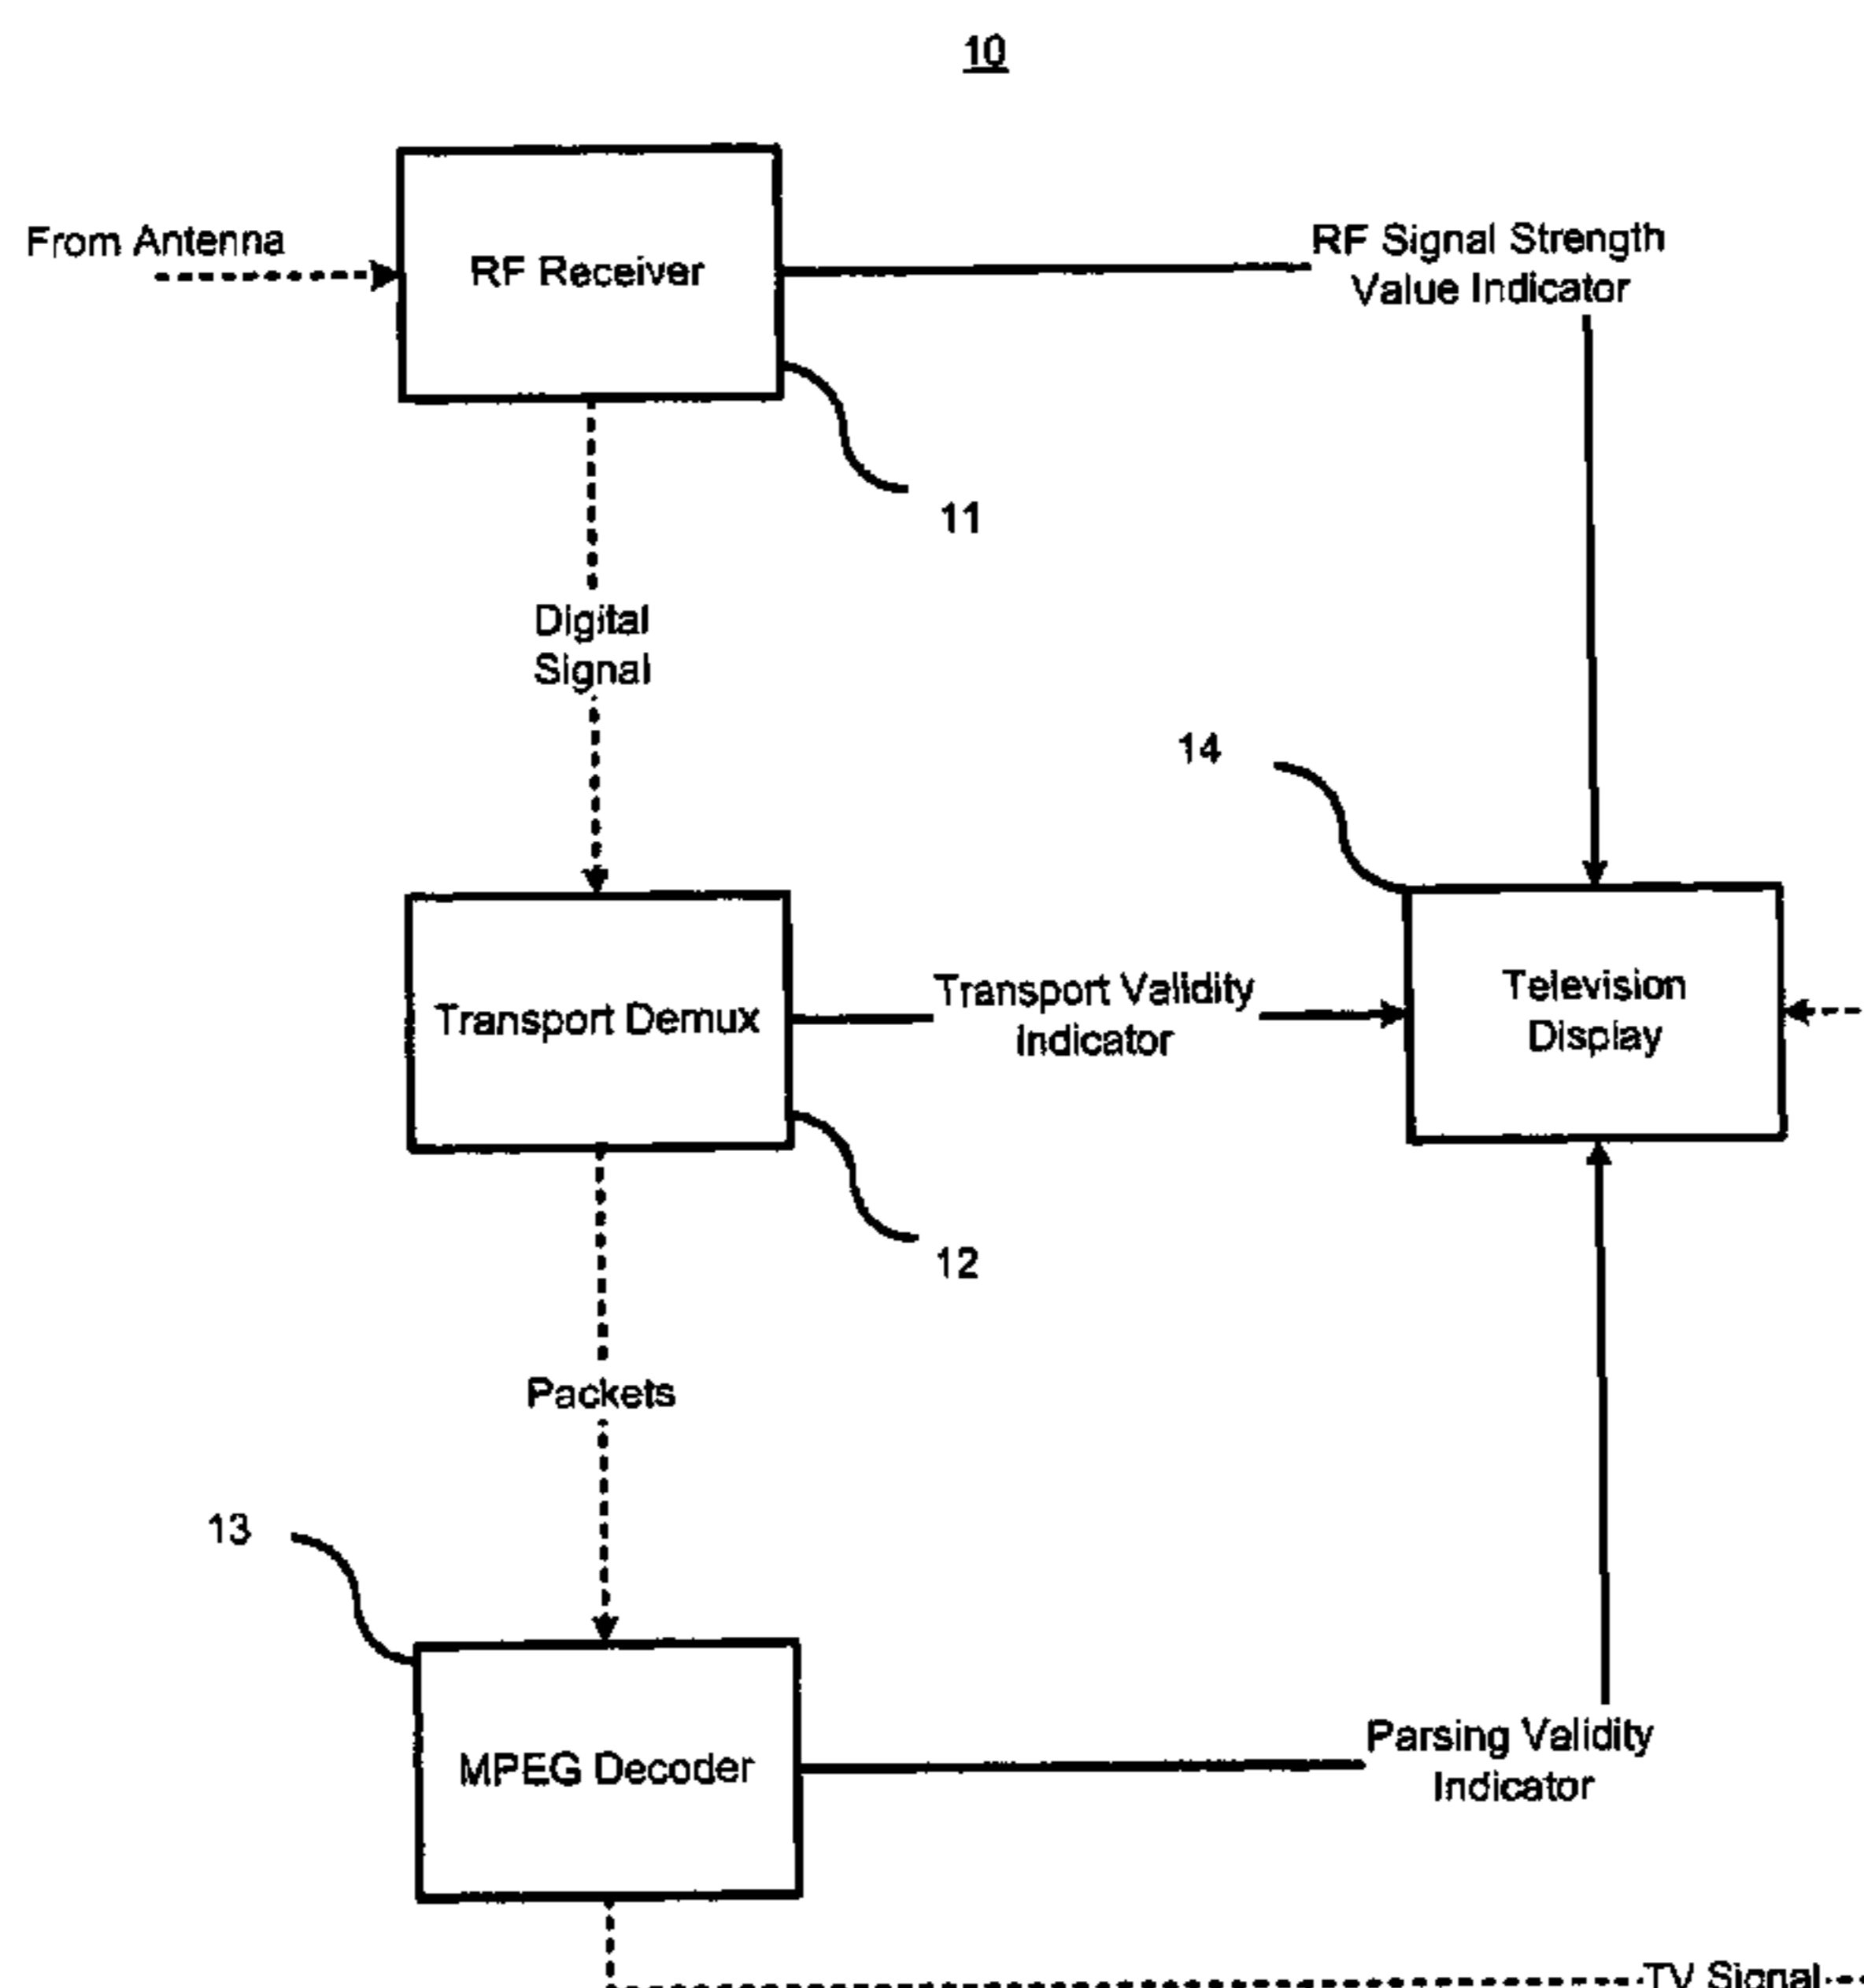 10
From Antenna
RF Receiver
RF Signal Strength
Value Indicator
11
Digital
Signal
14
Transport Demux
Transport Validity
Indicator
Television
Display
12
Packets
13
MPEG Decoder
Parsing Validity
Indicator
TV Signal